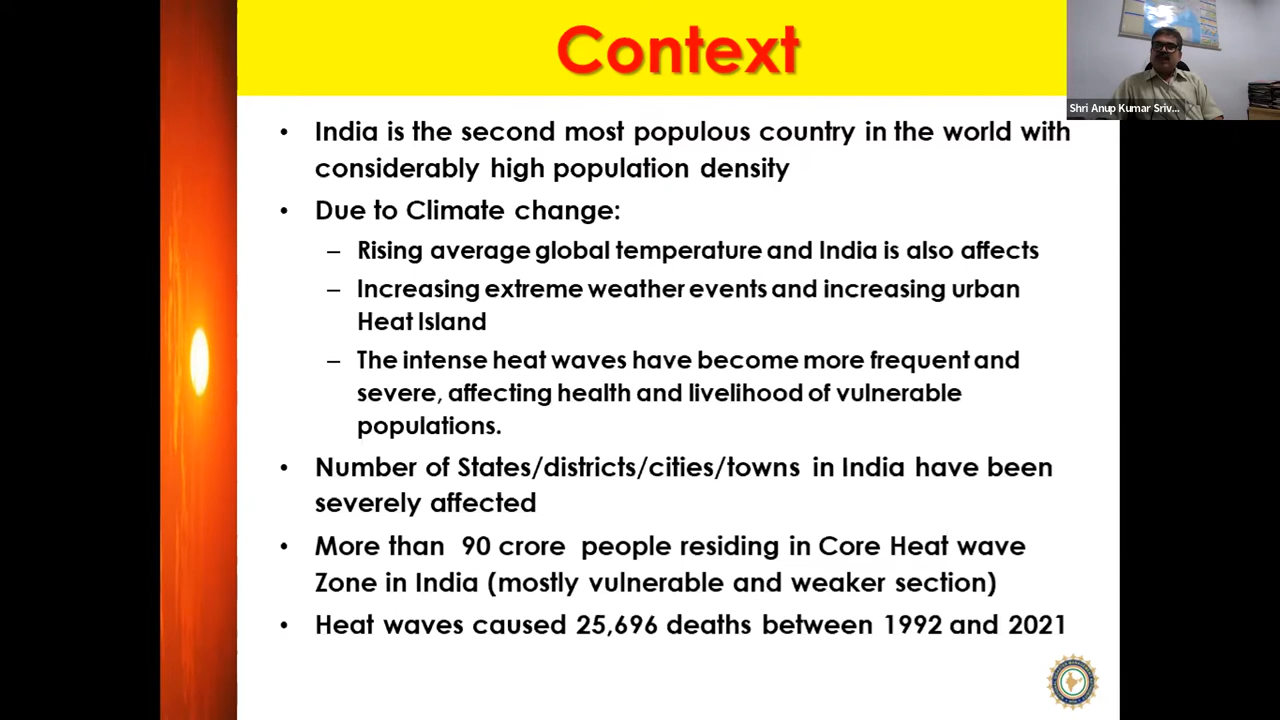 Context
Shri Anup Kumar Sriv...
• India is the second most populous country in the world with
considerably high population density
• Due to Climate change:
– Rising average global temperature and India is also affects
– Increasing extreme weather events and increasing urban
Heat Island
– The intense heat waves have become more frequent and
severe, affecting health and livelihood of vulnerable
populations.
• Number of States/districts/cities/towns in India have been
severely affected
• More than 90 crore people residing in Core Heat wave
Zone in India (mostly vulnerable and weaker section)
• Heat waves caused 25,696 deaths between 1992 and 2021